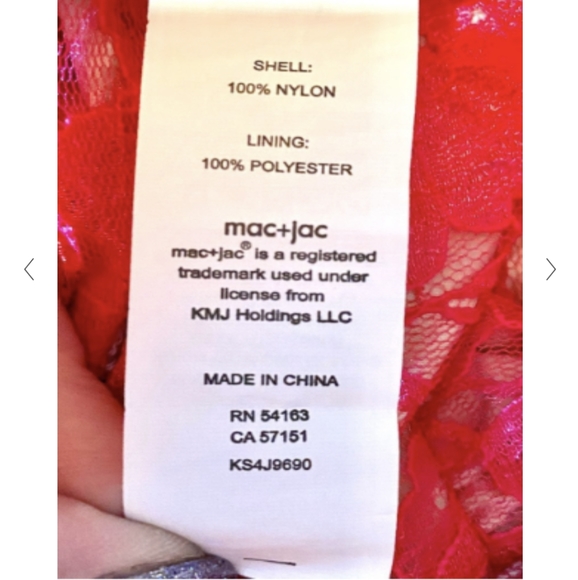 SHELL:
100% NYLON
LINING:
100% POLYESTER
mac+jac
mac+jac® is a registered
trademark used under
license from
KMJ Holdings LLC
MADE IN CHINA
RN 54163
CA 57151
KS4J9690